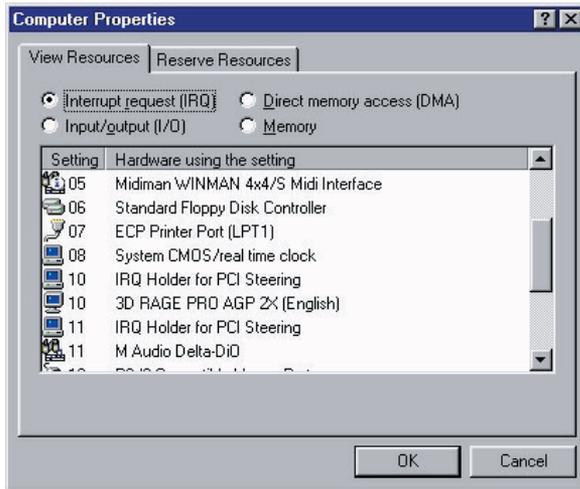 Computer Properties
View Resources Reserve Resources
Interrupt request (IRQ) Direct memory access (DMA)
Input/output (I/O) Memory
Setting Hardware using the setting
05 Midiman WINMAN 4x4/S Midi Interface
06 Standard Floppy Disk Controller
07 ECP Printer Port (LPT1)
08 System CMOS/real time clock
10 IRQ Holder for PCI Steering
10 3D RAGE PRO AGP 2X (English)
11 IRQ Holder for PCI Steering
11 M Audio Delta-DiO
OK Cancel